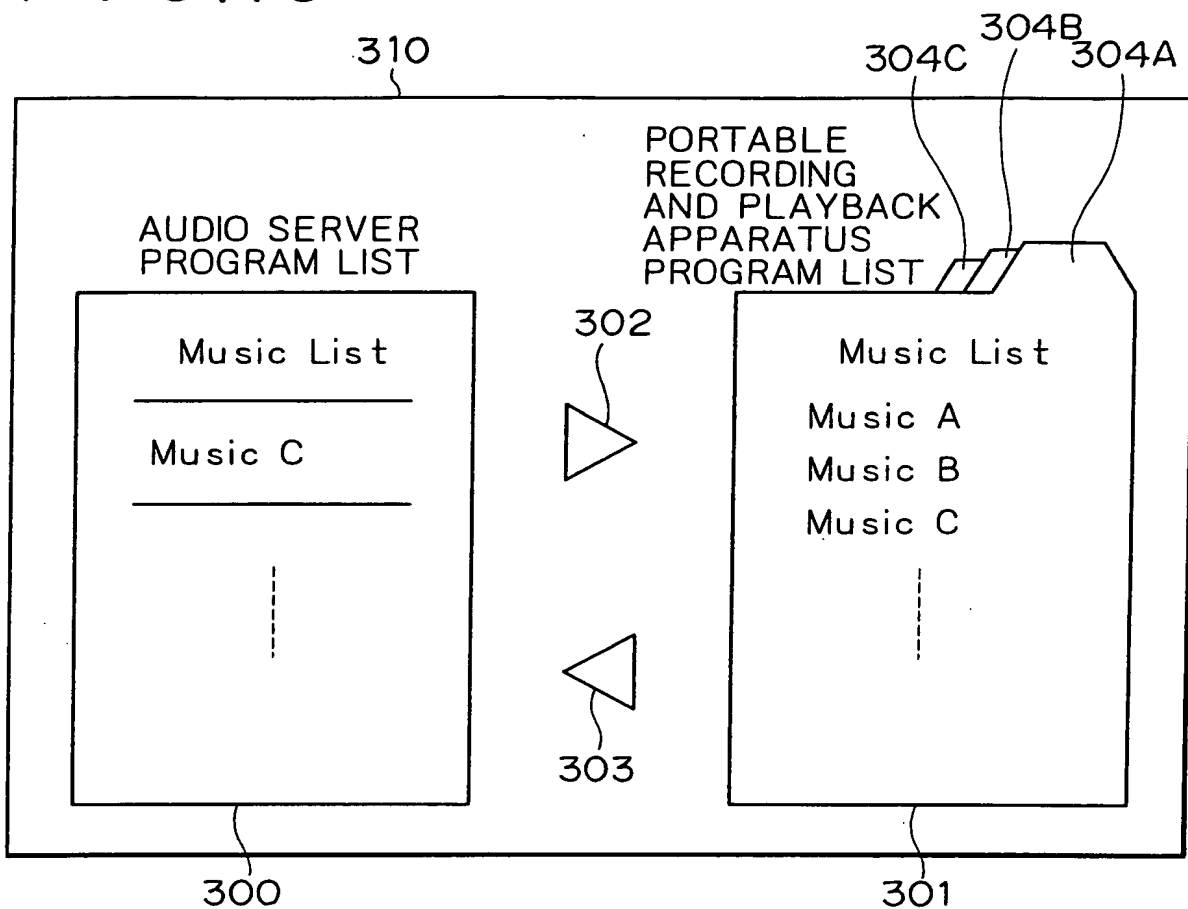 310
304C
304B
304A
PORTABLE
RECORDING
AND PLAYBACK
APPARATUS
PROGRAM LIST
AUDIO SERVER
PROGRAM LIST
302
Music List
Music C
Music List
Music A
Music B
Music C
303
300
301